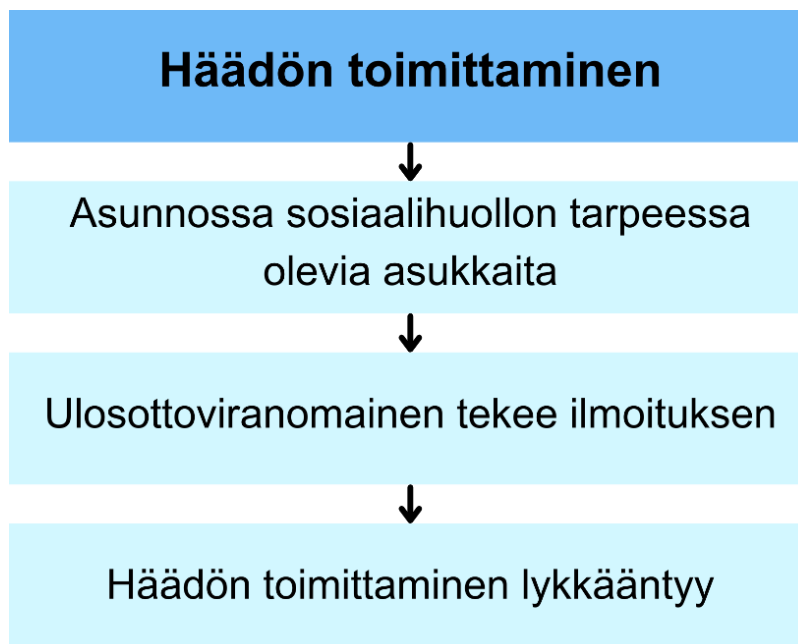 Häädön toimittaminen
Asunnossa sosiaalihuollon tarpeessa
olevia asukkaita
Ulosottoviranomainen tekee ilmoituksen
Häädön toimittaminen lykkääntyy